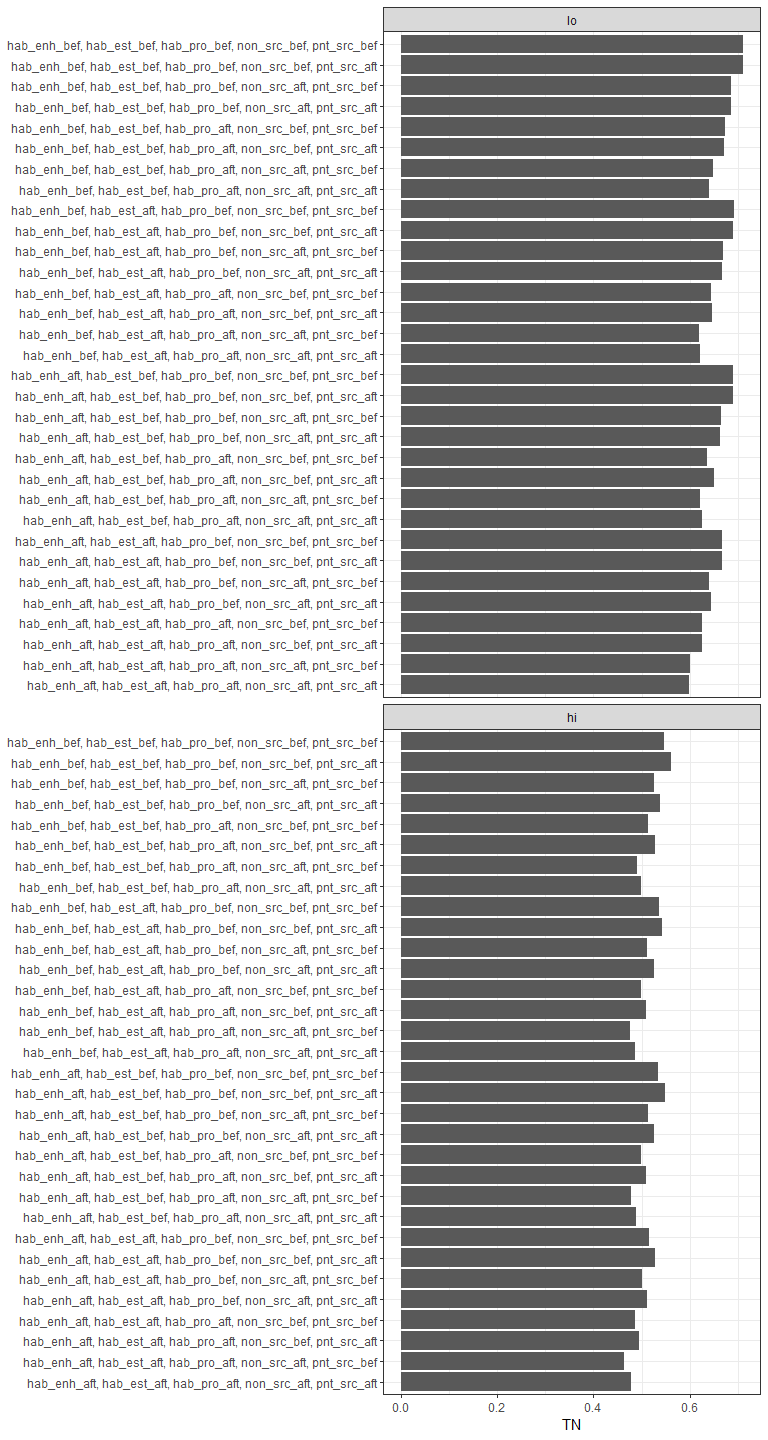 lo
hab_enh_bef, hab_est_bef, hab_pro_bef, non_src_bef, pnt_src_bef
hab_enh_bef, hab_est_bef, hab_pro_bef, non_src_bef, pnt_src_aft
hab_enh_bef, hab_est_bef, hab_pro_bef, non_src_aft, pnt_src_bef
hab_enh_bef, hab_est_bef, hab_pro_bef, non_src_aft, pnt_src_aft
hab_enh_bef, hab_est_bef, hab_pro_aft, non_src_bef, pnt_src_bef
hab_enh_bef, hab_est_bef, hab_pro_aft, non_src_bef, pnt_src_aft
hab_enh_bef, hab_est_bef, hab_pro_aft, non_src_aft, pnt_src_bef
hab_enh_bef, hab_est_bef, hab_pro_aft, non_src_aft, pnt_src_aft
hab_enh_bef, hab_est_aft, hab_pro_bef, non_src_bef, pnt_src_bef
hab_enh_bef, hab_est_aft, hab_pro_bef, non_src_bef, pnt_src_aft
hab_enh_bef, hab_est_aft, hab_pro_bef, non_src_aft, pnt_src_bef
hab_enh_bef, hab_est_aft, hab_pro_bef, non_src_aft, pnt_src_aft
hab_enh_bef, hab_est_aft, hab_pro_aft, non_src_bef, pnt_src_bef
hab_enh_bef, hab_est_aft, hab_pro_aft, non_src_bef, pnt_src_aft
hab_enh_bef, hab_est_aft, hab_pro_aft, non_src_aft, pnt_src_bef
hab_enh_bef, hab_est_aft, hab_pro_aft, non_src_aft, pnt_src_aft
hab_enh_aft, hab_est_bef, hab_pro_bef, non_src_bef, pnt_src_bef
hab_enh_aft, hab_est_bef, hab_pro_bef, non_src_bef, pnt_src_aft
hab_enh_aft, hab_est_bef, hab_pro_bef, non_src_aft, pnt_src_bef
hab_enh_aft, hab_est_bef, hab_pro_bef, non_src_aft, pnt_src_aft
hab_enh_aft, hab_est_bef, hab_pro_aft, non_src_bef, pnt_src_bef
hab_enh_aft, hab_est_bef, hab_pro_aft, non_src_bef, pnt_src_aft
hab_enh_aft, hab_est_bef, hab_pro_aft, non_src_aft, pnt_src_bef
hab_enh_aft, hab_est_bef, hab_pro_aft, non_src_aft, pnt_src_aft
hab_enh_aft, hab_est_aft, hab_pro_bef, non_src_bef, pnt_src_bef
hab_enh_aft, hab_est_aft, hab_pro_bef, non_src_bef, pnt_src_aft
hab_enh_aft, hab_est_aft, hab_pro_bef, non_src_aft, pnt_src_bef
hab_enh_aft, hab_est_aft, hab_pro_bef, non_src_aft, pnt_src_aft
hab_enh_aft, hab_est_aft, hab_pro_aft, non_src_bef, pnt_src_bef
hab_enh_aft, hab_est_aft, hab_pro_aft, non_src_bef, pnt_src_aft
hab_enh_aft, hab_est_aft, hab_pro_aft, non_src_aft, pnt_src_bef
hab_enh_aft, hab_est_aft, hab_pro_aft, non_src_aft, pnt_src_aft
hi
hab_enh_bef, hab_est_bef, hab_pro_bef, non_src_bef, pnt_src_bef
hab_enh_bef, hab_est_bef, hab_pro_bef, non_src_bef, pnt_src_aft
hab_enh_bef, hab_est_bef, hab_pro_bef, non_src_aft, pnt_src_bef
hab_enh_bef, hab_est_bef, hab_pro_bef, non_src_aft, pnt_src_aft
hab_enh_bef, hab_est_bef, hab_pro_aft, non_src_bef, pnt_src_bef
hab_enh_bef, hab_est_bef, hab_pro_aft, non_src_bef, pnt_src_aft
hab_enh_bef, hab_est_bef, hab_pro_aft, non_src_aft, pnt_src_bef
hab_enh_bef, hab_est_bef, hab_pro_aft, non_src_aft, pnt_src_aft
hab_enh_bef, hab_est_aft, hab_pro_bef, non_src_bef, pnt_src_bef
hab_enh_bef, hab_est_aft, hab_pro_bef, non_src_bef, pnt_src_aft
hab_enh_bef, hab_est_aft, hab_pro_bef, non_src_aft, pnt_src_bef
hab_enh_bef, hab_est_aft, hab_pro_bef, non_src_aft, pnt_src_aft
hab_enh_bef, hab_est_aft, hab_pro_aft, non_src_bef, pnt_src_bef
hab_enh_bef, hab_est_aft, hab_pro_aft, non_src_bef, pnt_src_aft
hab_enh_bef, hab_est_aft, hab_pro_aft, non_src_aft, pnt_src_bef
hab_enh_bef, hab_est_aft, hab_pro_aft, non_src_aft, pnt_src_aft
hab_enh_aft, hab_est_bef, hab_pro_bef, non_src_bef, pnt_src_bef
hab_enh_aft, hab_est_bef, hab_pro_bef, non_src_bef, pnt_src_aft
hab_enh_aft, hab_est_bef, hab_pro_bef, non_src_aft, pnt_src_bef
hab_enh_aft, hab_est_bef, hab_pro_bef, non_src_aft, pnt_src_aft
hab_enh_aft, hab_est_bef, hab_pro_aft, non_src_bef, pnt_src_bef
hab_enh_aft, hab_est_bef, hab_pro_aft, non_src_bef, pnt_src_aft
hab_enh_aft, hab_est_bef, hab_pro_aft, non_src_aft, pnt_src_bef
hab_enh_aft, hab_est_bef, hab_pro_aft, non_src_aft, pnt_src_aft
hab_enh_aft, hab_est_aft, hab_pro_bef, non_src_bef, pnt_src_bef
hab_enh_aft, hab_est_aft, hab_pro_bef, non_src_bef, pnt_src_aft
hab_enh_aft, hab_est_aft, hab_pro_bef, non_src_aft, pnt_src_bef
hab_enh_aft, hab_est_aft, hab_pro_bef, non_src_aft, pnt_src_aft
hab_enh_aft, hab_est_aft, hab_pro_aft, non_src_bef, pnt_src_bef
hab_enh_aft, hab_est_aft, hab_pro_aft, non_src_bef, pnt_src_aft
hab_enh_aft, hab_est_aft, hab_pro_aft, non_src_aft, pnt_src_bef
hab_enh_aft, hab_est_aft, hab_pro_aft, non_src_aft, pnt_src_aft
0.0 0.2 0.4 0.6
TN